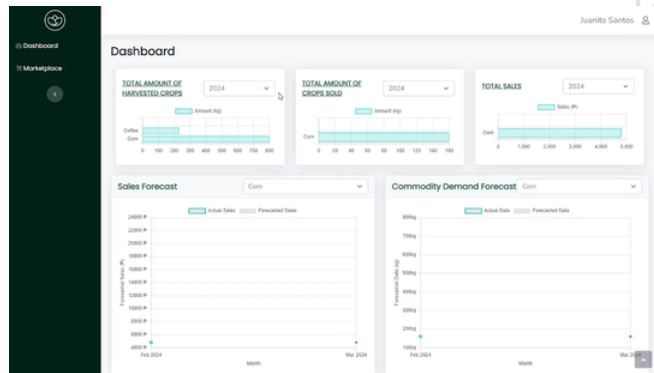 Juanito Santos
Dashboard
Marketplace
Dashboard
TOTAL AMOUNT OF
HARVESTED CROPS
2024
Amount (kg)
Coffee
Corn
0 100 200 300 400 500 600 700 800
TOTAL AMOUNT OF
CROPS SOLD
2024
Amount (kg)
Corn
0 20 40 60 80 100 120 140 160
TOTAL SALES
2024
Sales (₱)
Corn
0 1,000 2,000 3,000 4,000 5,000
Sales Forecast
Corn
Actual Sales Forecasted Sales
Forecasted Sales (₱)
24000 ₱
22000 ₱
20000 ₱
18000 ₱
16000 ₱
14000 ₱
12000 ₱
10000 ₱
8000 ₱
6000 ₱
4000 ₱
Feb 2024 Mar 2024
Month
Commodity Demand Forecast
Corn
Actual Data Forecasted Data
Forecasted Data (kg)
800kg
700kg
600kg
500kg
400kg
300kg
200kg
100kg
Feb 2024 Mar 2024
Month